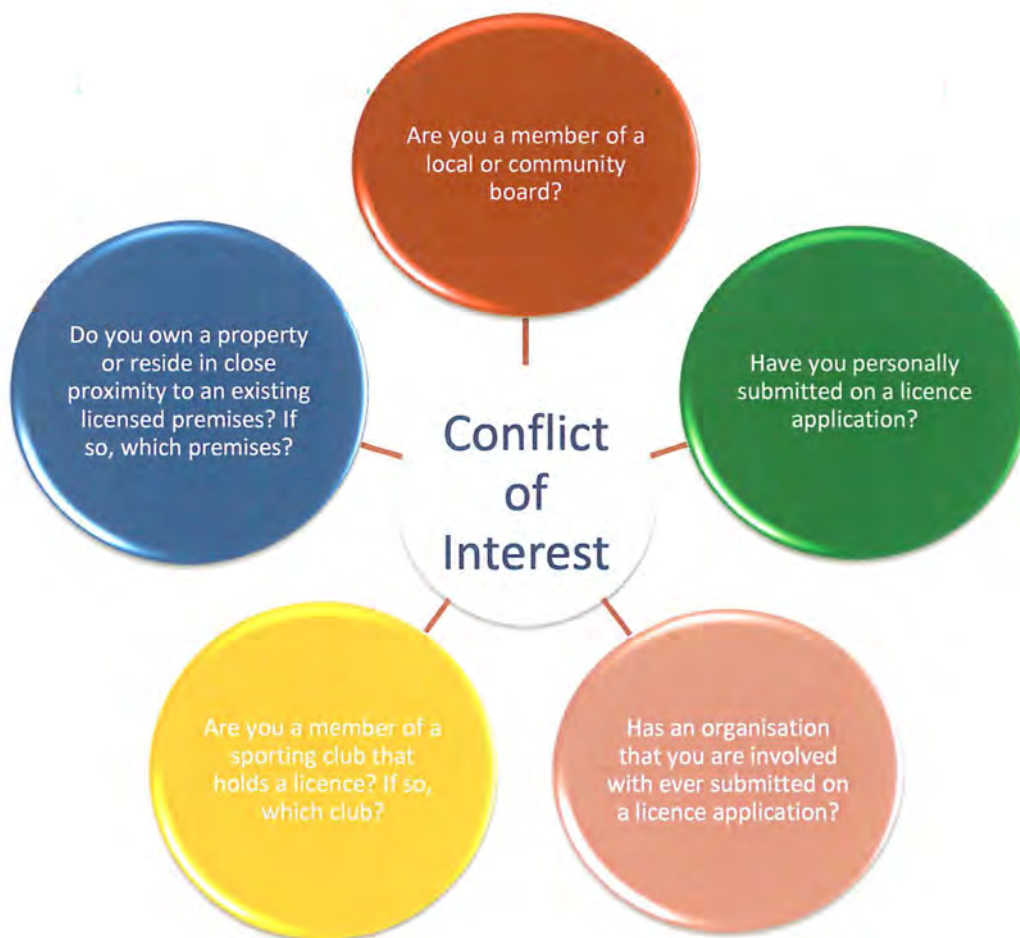 Are you a member of a
local or community
board?
Have you personally
submitted on a licence
application?
Has an organisation
that you are involved
with ever submitted on
a licence application?
Are you a member of a
sporting club that
holds a licence? If so,
which club?
Do you own a property
or reside in close
proximity to an existing
licensed premises? If
so, which premises?
Conflict
of
Interest